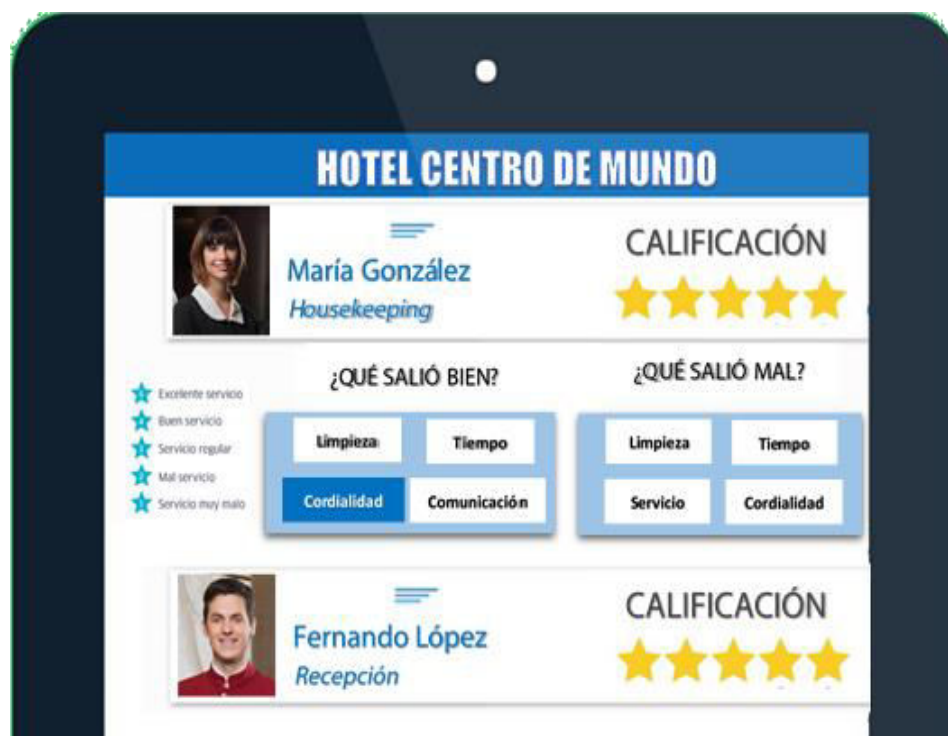 HOTEL CENTRO DE MUNDO
María González
Housekeeping
CALIFICACIÓN
¿QUÉ SALIÓ BIEN?
¿QUÉ SALIÓ MAL?
Excelente servicio
Buen servicio
Servicio regular
Mal servicio
Servicio muy malo
Limpieza
Tiempo
Cordialidad
Comunicación
Limpieza
Tiempo
Servicio
Cordialidad
Fernando López
Recepción
CALIFICACIÓN